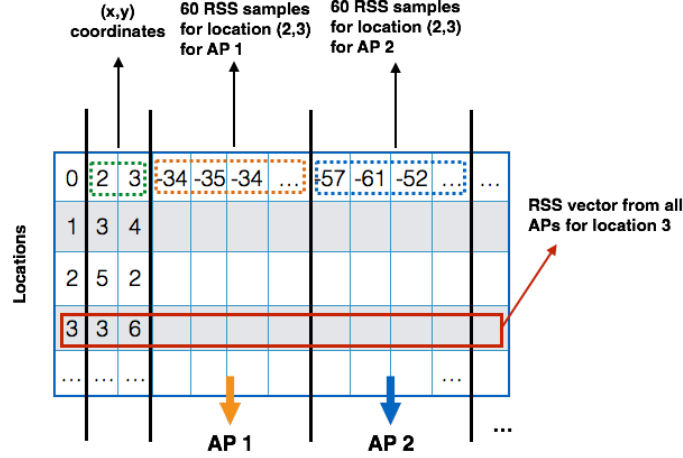 (x,y)
coordinates
60 RSS samples
for location (2,3)
for AP 1
60 RSS samples
for location (2,3)
for AP 2
0 2 3 -34 -35 -34 ... -57 -61 -52 ... ...
1 3 4
2 5 2
3 3 6
... ... ... ...
Locations
RSS vector from all
APs for location 3
AP 1
AP 2
...